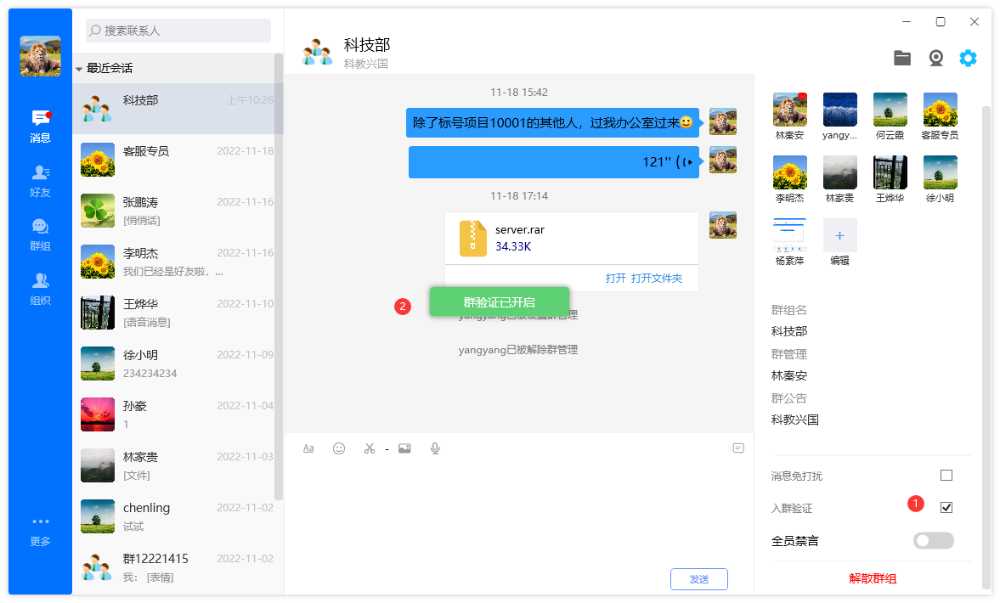 搜索联系人
最近会话
科技部 上午10:26
客服专员 2022-11-18
张鹏涛 2022-11-16
[悄悄话]
李明杰 2022-11-16
我们已经是好友啦，...
王烨华 2022-11-10
[语音消息]
徐小明 2022-11-09
234234234
孙豪 2022-11-04
1
林家贵 2022-11-03
[文件]
chenling 2022-11-02
试试
群12221415 2022-11-02
我： [表情]
消息
好友
群组
组织
更多
科技部
科教兴国
11-18 15:42
除了标号项目10001的其他人，过我办公室过来
121''
11-18 17:14
server.rar
34.33K
打开 打开文件夹
2
群验证已开启
yangyang已被设置群管理
yangyang已被解除群管理
Aa
发送
林秦安 yangy... 何云霞 客服专员
李明杰 林家贵 王烨华 徐小明
杨素萍 编辑
群组名
科技部
群管理
林秦安
群公告
科教兴国
消息免打扰
入群验证 1
全员禁言
解散群组